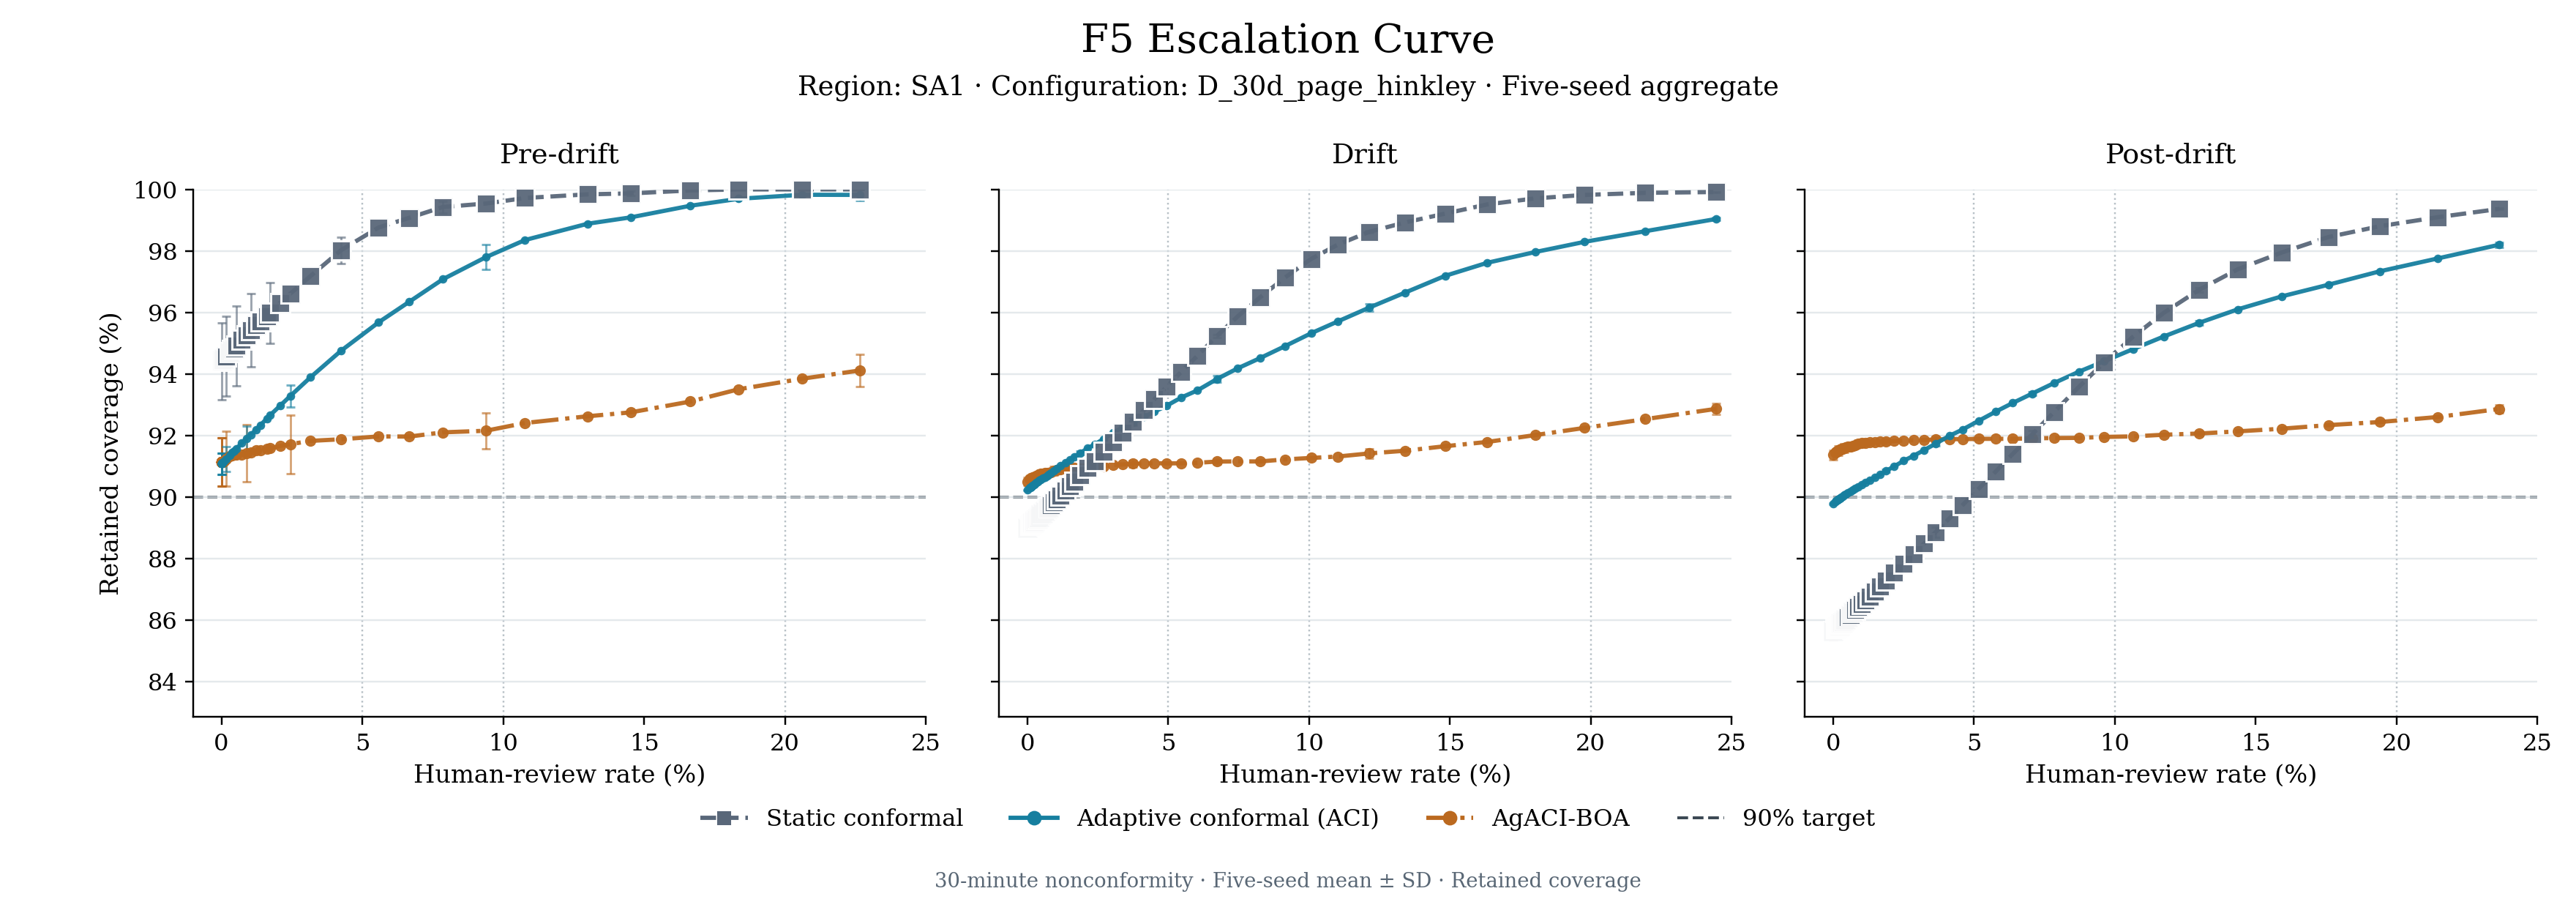 F5 Escalation Curve
Region: SA1 · Configuration: D_30d_page_hinkley · Five-seed aggregate
Pre-drift
Drift
Post-drift
Retained coverage (%)
100
98
96
94
92
90
88
86
84
0 5 10 15 20 25
0 5 10 15 20 25
0 5 10 15 20 25
Human-review rate (%)
Human-review rate (%)
Human-review rate (%)
Static conformal
Adaptive conformal (ACI)
AgACI-BOA
90% target
30-minute nonconformity · Five-seed mean ± SD · Retained coverage